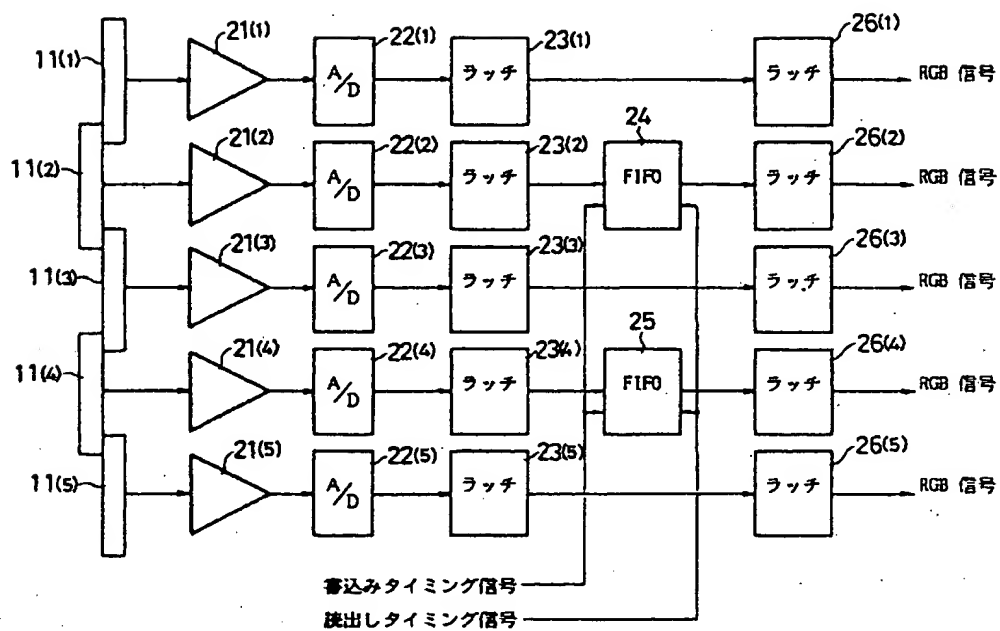 11(1)
21(1)
22(1)
A/D
23(1)
ラッチ
26(1)
ラッチ
RGB 信号
11(2)
21(2)
22(2)
A/D
23(2)
ラッチ
24
FIFO
26(2)
ラッチ
RGB 信号
11(3)
21(3)
22(3)
A/D
23(3)
ラッチ
26(3)
ラッチ
RGB 信号
11(4)
21(4)
22(4)
A/D
23(4)
ラッチ
25
FIFO
26(4)
ラッチ
RGB 信号
11(5)
21(5)
22(5)
A/D
23(5)
ラッチ
26(5)
ラッチ
RGB 信号
書込みタイミング信号
読出しタイミング信号